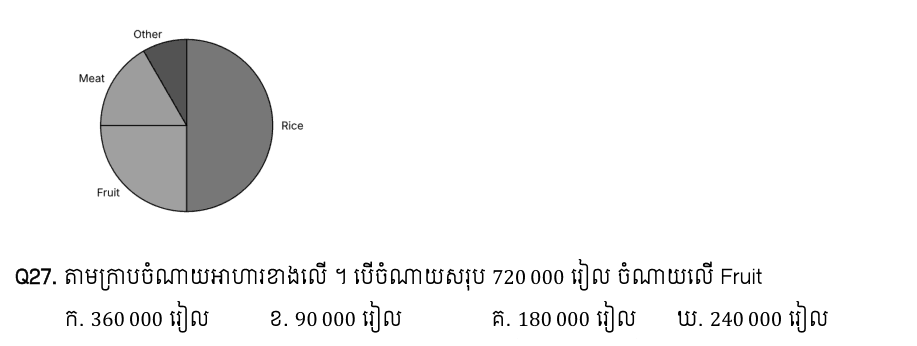 Other
Meat
Rice
Fruit
Q27. តាមក្រាបចំណាយអាហារខាងលើ ។ បើចំណាយសរុប 720 000 រៀល ចំណាយលើ Fruit
ក. 360 000 រៀល ខ. 90 000 រៀល គ. 180 000 រៀល ឃ. 240 000 រៀល